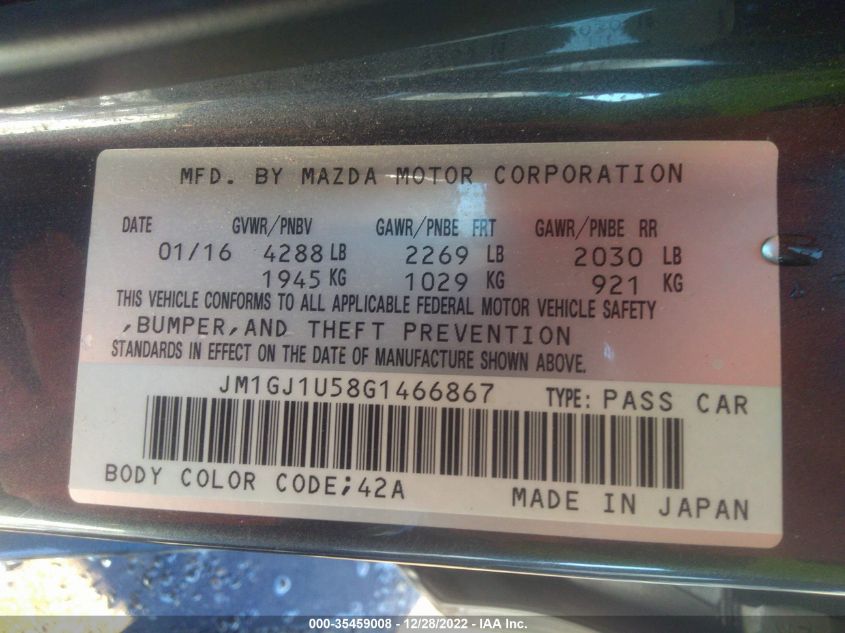 MFD. BY MAZDA MOTOR CORPORATION
DATE GVWR/PNBV GAWR/PNBE FRT GAWR/PNBE RR
01/16 4288 LB 2269 LB 2030 LB
1945 KG 1029 KG 921 KG
THIS VEHICLE CONFORMS TO ALL APPLICABLE FEDERAL MOTOR VEHICLE SAFETY
,BUMPER,AND THEFT PREVENTION
STANDARDS IN EFFECT ON THE DATE OF MANUFACTURE SHOWN ABOVE.
JM1GJ1U58G1466867 TYPE: PASS CAR
BODY COLOR CODE;42A
MADE IN JAPAN
000-35459008 - 12/28/2022 - IAA Inc.